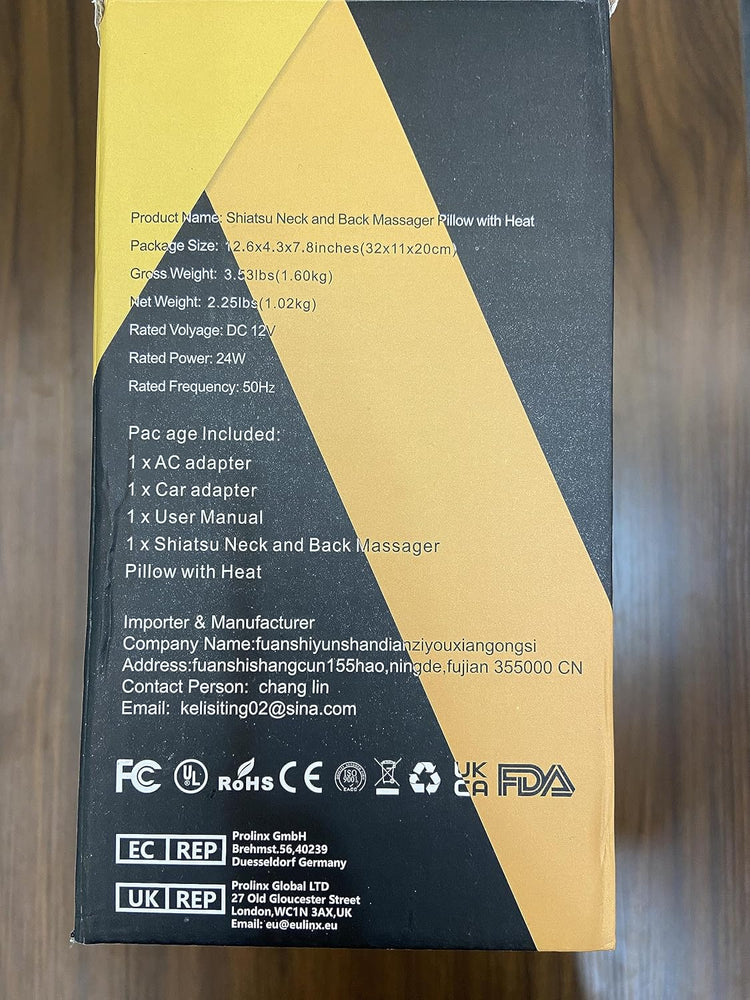 Product Name: Shiatsu Neck and Back Massager Pillow with Heat
Package Size: 12.6x4.3x7.8inches(32x11x20cm)
Gross Weight: 3.53lbs(1.60kg)
Net Weight: 2.25lbs(1.02kg)
Rated Volyage: DC 12V
Rated Power: 24W
Rated Frequency: 50Hz
Pac age Included:
1 x AC adapter
1 x Car adapter
1 x User Manual
1 x Shiatsu Neck and Back Massager
Pillow with Heat
Importer & Manufacturer
Company Name:fuanshiyunshandianziyouxiangongsi
Address:fuanshishangcun155hao,ningde,fujian 355000 CN
Contact Person: chang lin
Email: kelisiting02@sina.com
FC UL RoHS CE ISO 9001 UK CA FDA
EC REP
Prolinx GmbH
Brehmst.56,40239
Duesseldorf Germany
UK REP
Prolinx Global LTD
27 Old Gloucester Street
London,WC1N 3AX,UK
Email: eu@eulinx.eu